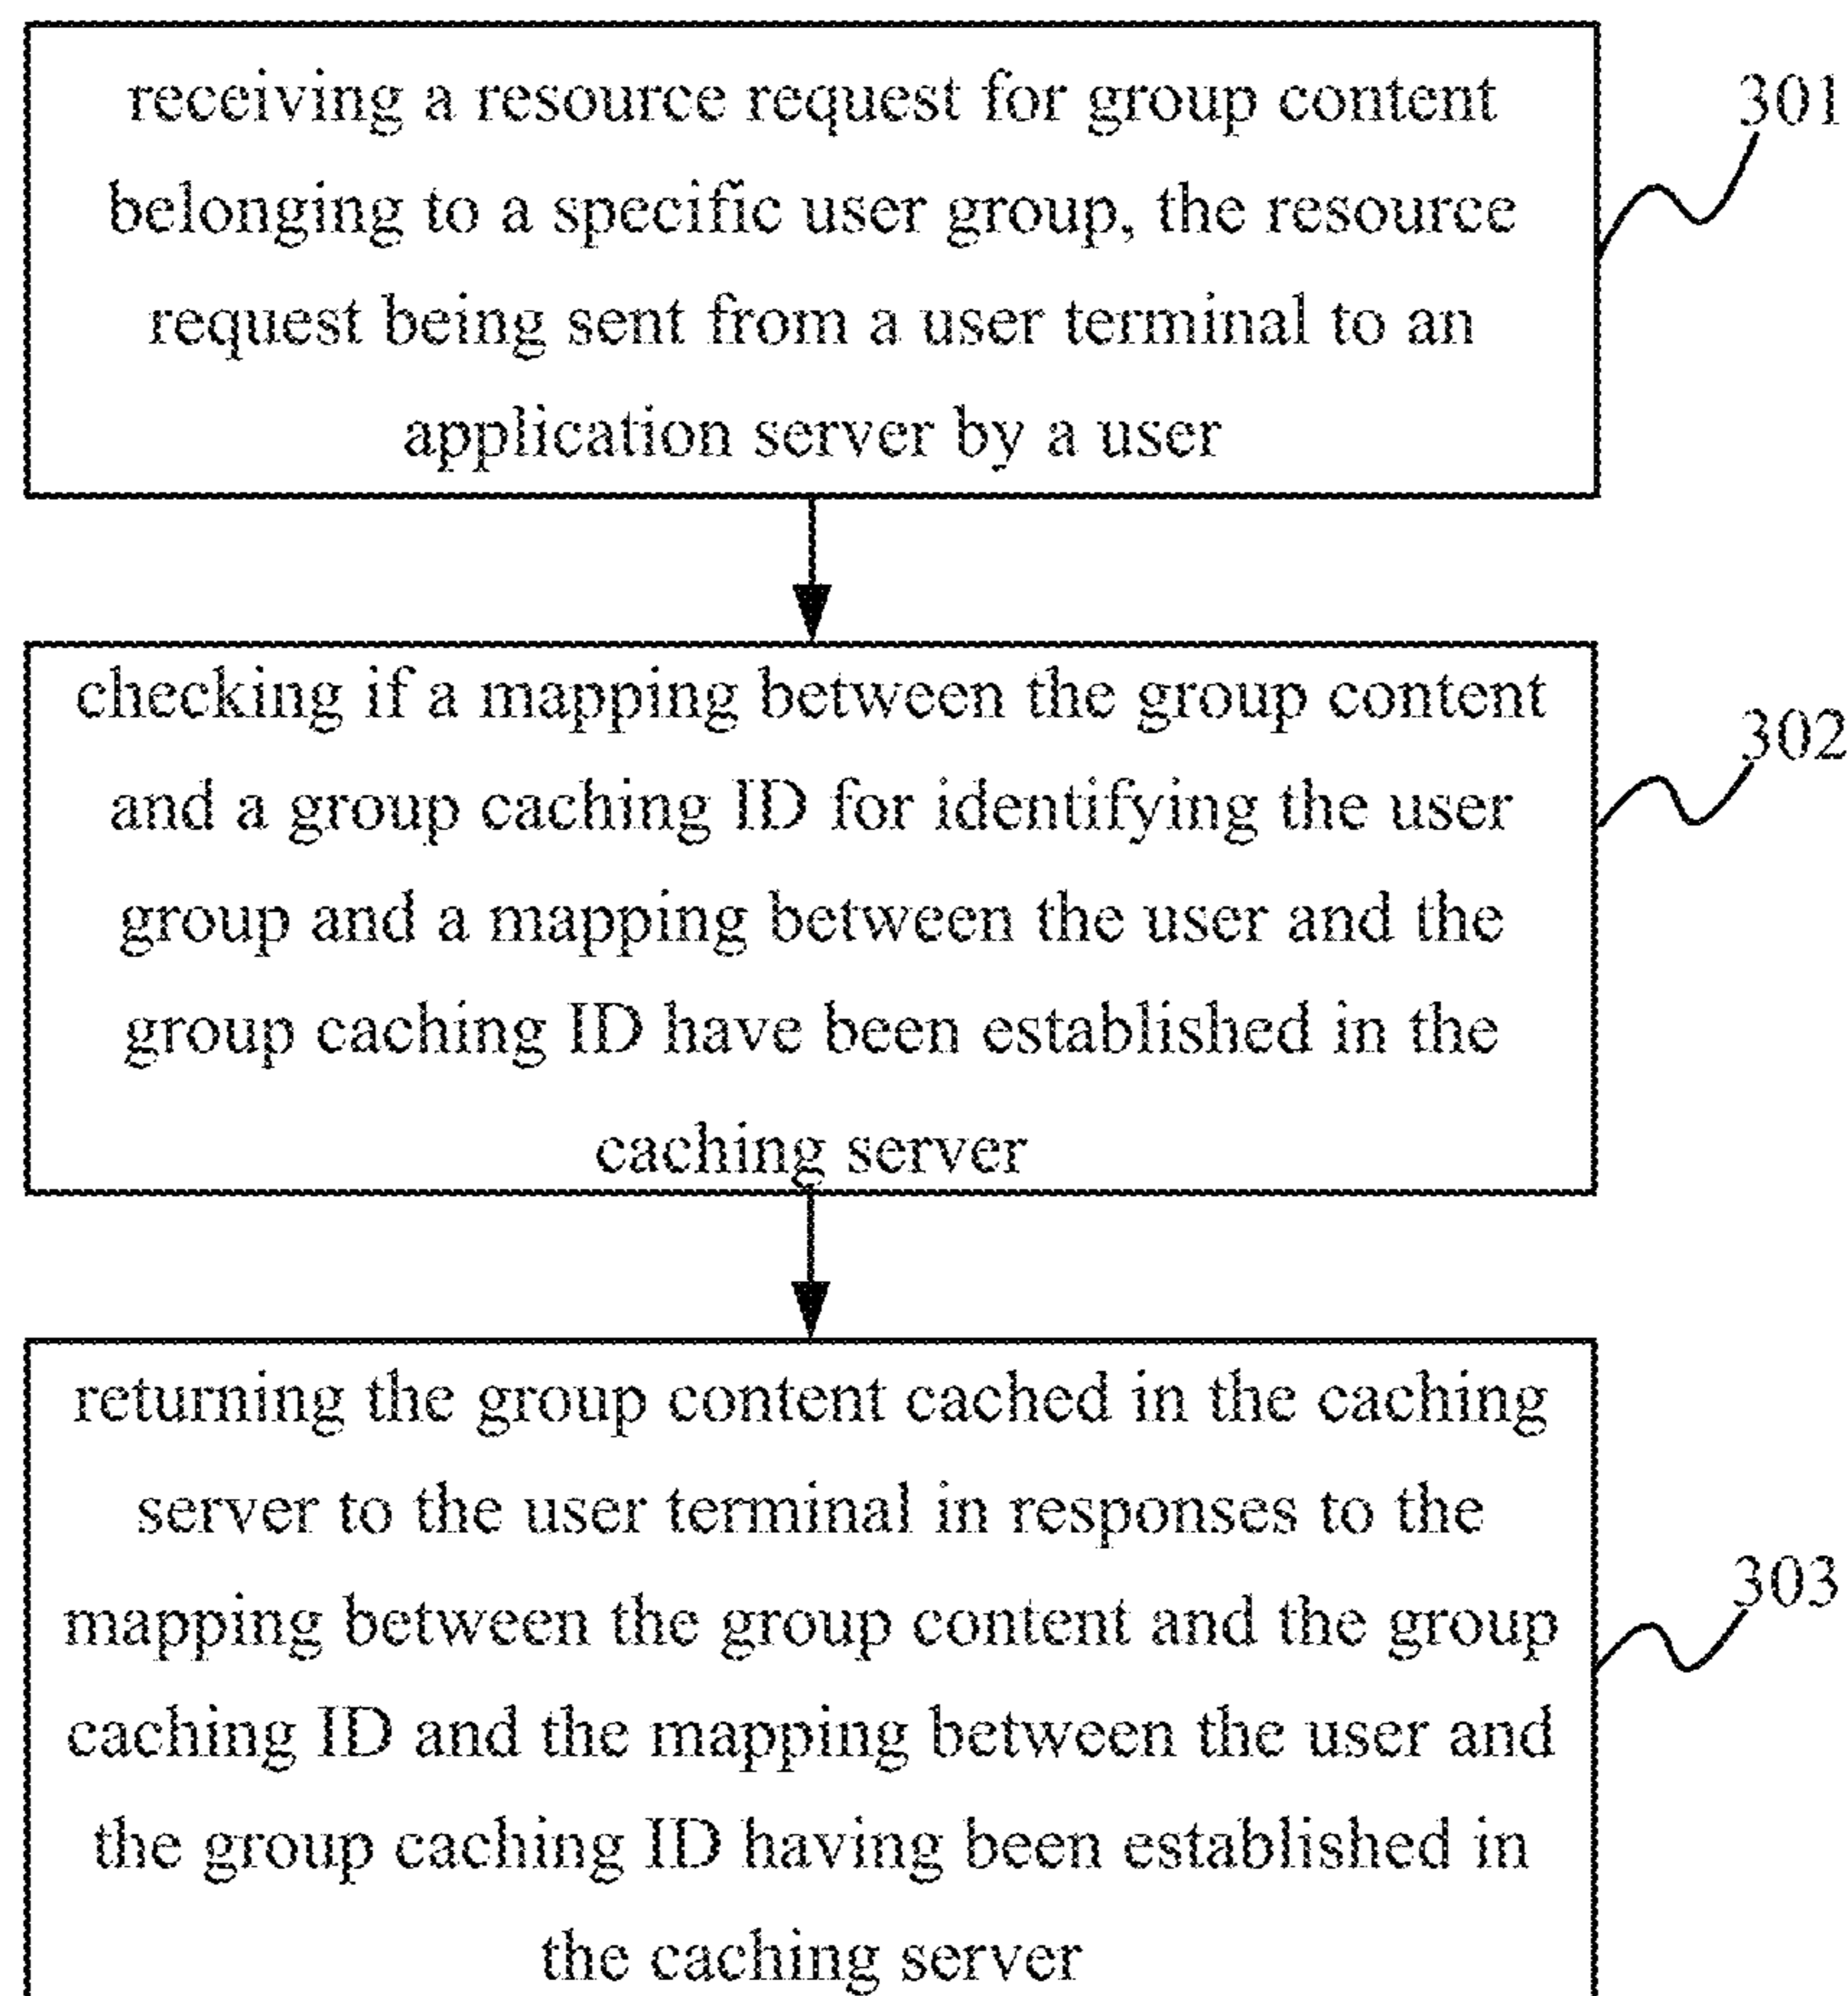 receiving a resource request for group content
301
belonging to a specific user group, the resource
request being sent from a user terminal to an
application server by a user
checking if a mapping between the group content
302
and a group caching ID for identifying the user
group and a mapping between the user and the
group caching ID have been established in the
caching server
returning the group content cached in the caching
server to the user terminal in responses to the
303
mapping between the group content and the group
caching ID and the mapping between the user and
the group caching ID having been established in
the caching server